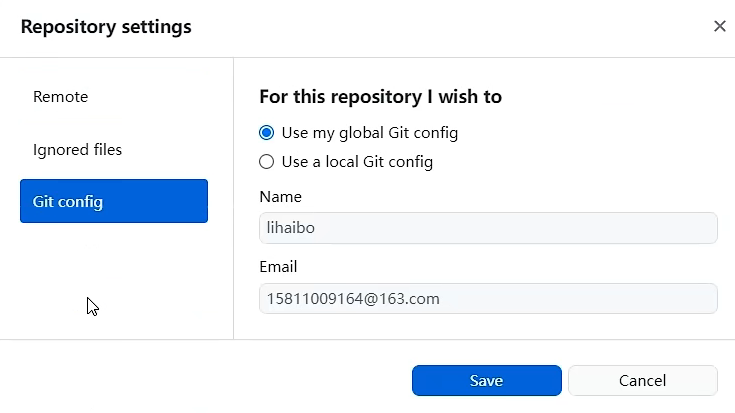 Repository settings
Remote
Ignored files
Git config
For this repository I wish to
Use my global Git config
Use a local Git config
Name
lihaibo
Email
15811009164@163.com
Save
Cancel